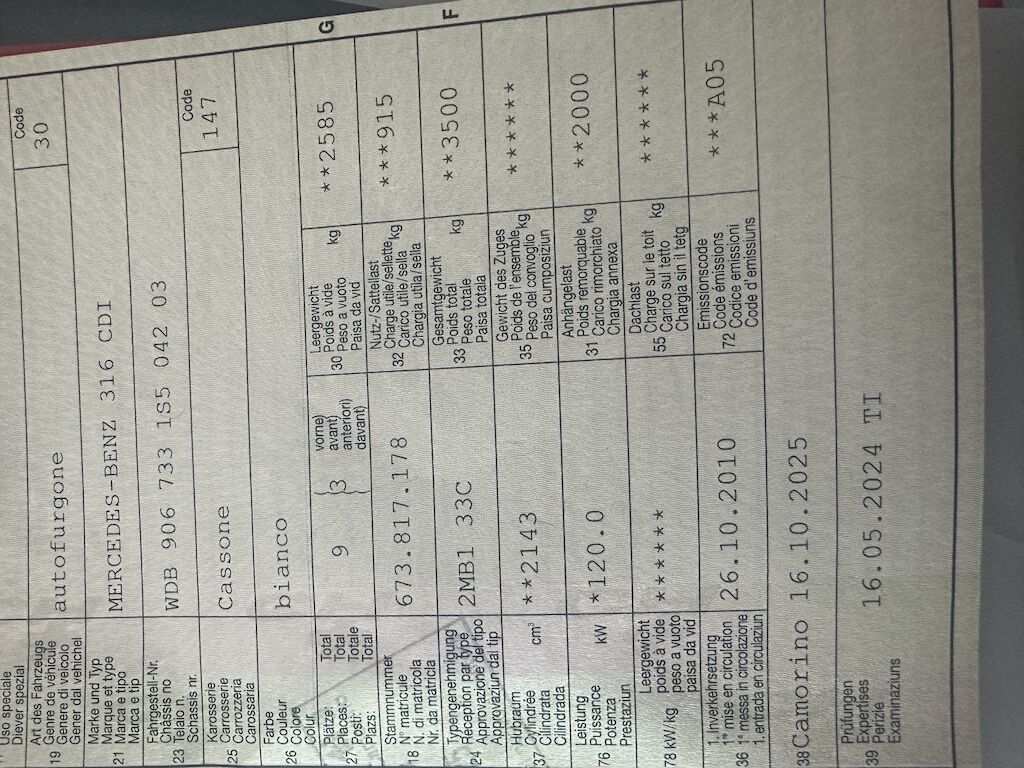 Uso speciale
Diever spezial
Art des Fahrzeugs
19 Genre de véhicule
Genere di veicolo
Gener dal vehichel
autofurgone
Code
30
Marke und Typ
Marque et type
21 Marca e tipo
Marca e tip
MERCEDES-BENZ 316 CDI
Fahrgestell-Nr.
Châssis no
23 Telaio n.
Schassis nr.
WDB 906 733 1S5 042 03
Karosserie
Carrosserie
25 Carrozzeria
Carossaria
Cassone
Code
147
Farbe
Couleur
26 Colore
Colur
bianco
Plätze: Total
Places: Total
27 Posti: Totale
Plazs: Total
9
{3
vorne)
avant)
anteriori)
davant)
Leergewicht
Poids à vide
30 Peso a vuoto kg
Paisa da vid
**2585
G
Stammnummer
N° matricule
18 N. di matricola
Nr. da matricla
673.817.178
Nutz-/Sattellast
Charge utile/sellette
32 Carico utile/sella kg
Chargia utila/sella
***915
Typengenehmigung
Réception par type
24 Approvazione del tipo
Approvaziun dal tip
2MB1 33C
Gesamtgewicht
Poids total
33 Peso totale kg
Paisa totala
**3500
F
Hubraum
Cylindrée
37 Cilindrata cm³
Cilindrada
**2143
Gewicht des Zuges
Poids de l'ensemble
35 Peso del convoglio kg
Paisa cumposiziun
******
Leistung
Puissance
76 Potenza kW
Prestaziun
*120.0
Anhängelast
Poids remorquable
31 Carico rimorchiato kg
Chargia annexa
**2000
Leergewicht
poids à vide
78 kW/kg peso a vuoto
paisa da vid
******
Dachlast
Charge sur le toit
55 Carico sul tetto kg
Chargia sin il tetg
******
1. Inverkehrsetzung
1re mise en circulation
36 1a messa in circolazione
1. entrada en circulaziun
26.10.2010
Emissionscode
Code émissions
72 Codice emissioni
Code d'emissiuns
***A05
38 Camorino 16.10.2025
Prüfungen
Expertises
39 Perizie
Examinaziuns
16.05.2024 TI